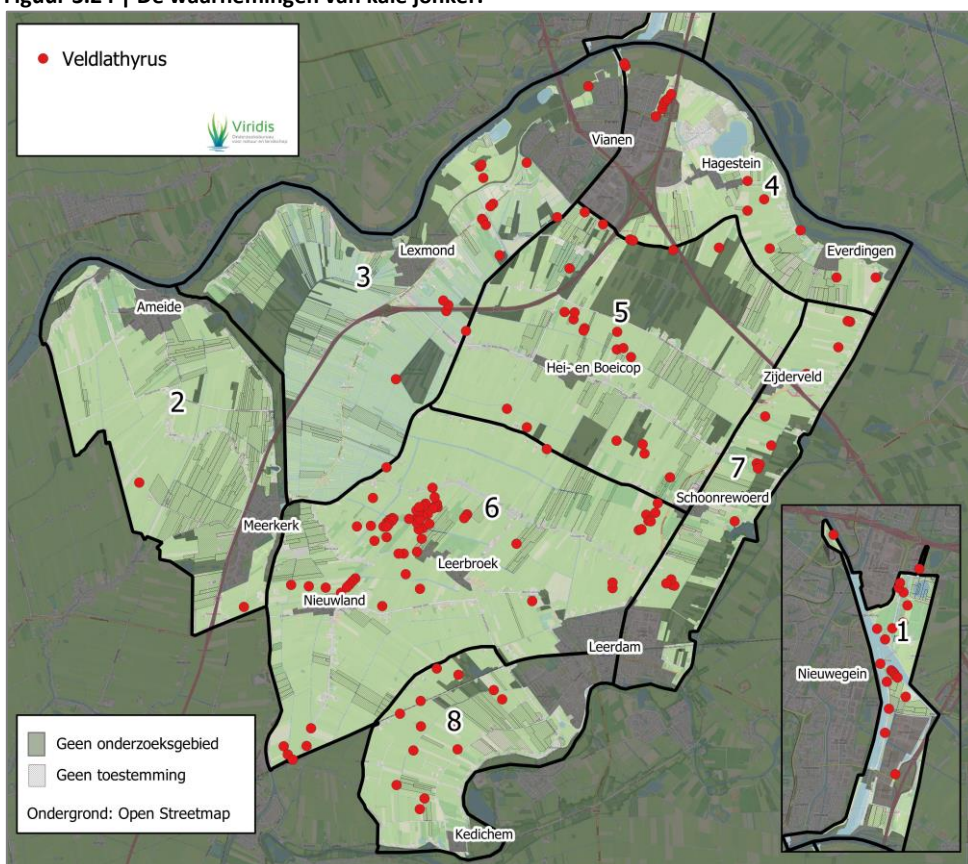 Figuur 3.24 | De waarnemingen van kale jonker.
Veldlathyrus
Viridis
Vianen
Hagestein
4
Everdingen
Lexmond
3
Ameide
5
Hei- en Boeicop
Zijderveld
2
7
Schoonrewoerd
6
Meerkerk
Leerbroek
Nieuwland
1
Nieuwegein
Leerdam
8
Kedichem
Geen onderzoeksgebied
Geen toestemming
Ondergrond: Open Streetmap